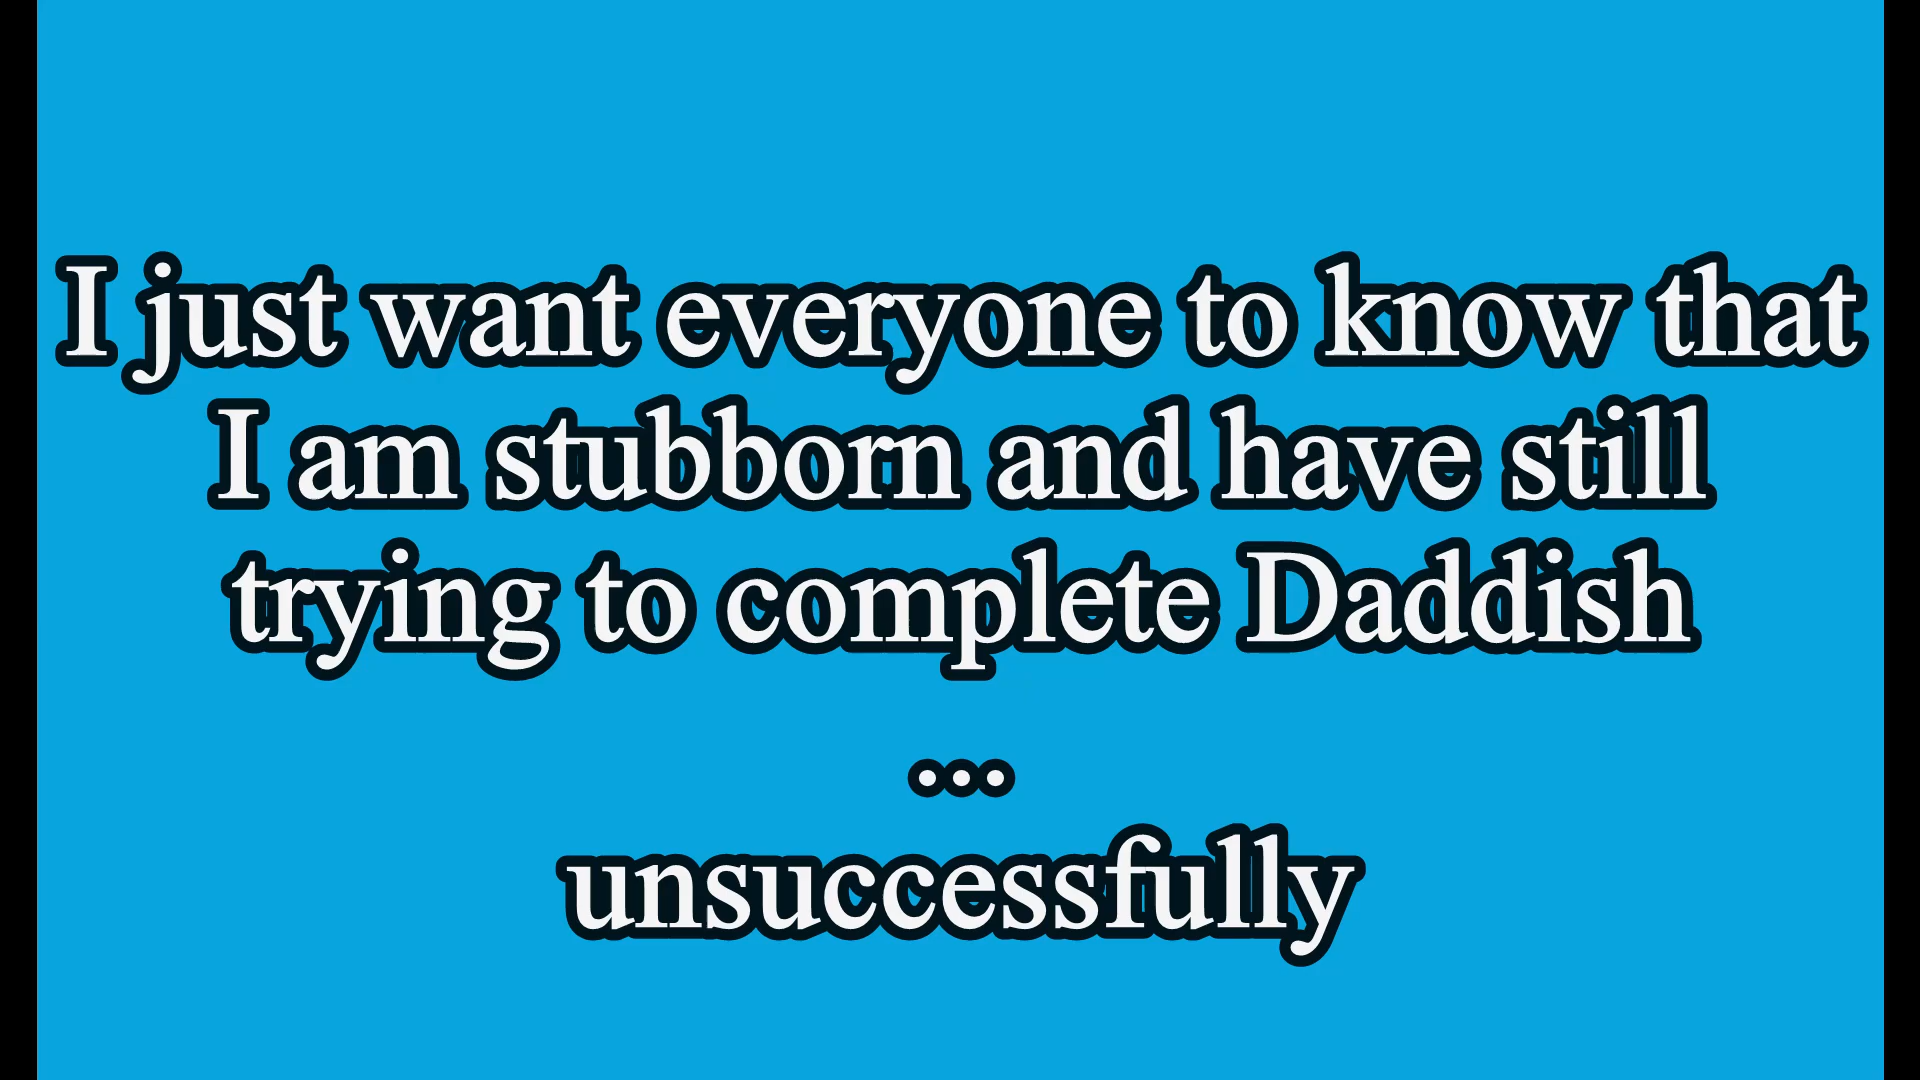 I just want everyone to know that
I am stubborn and have still
trying to complete Daddish
...
unsuccessfully